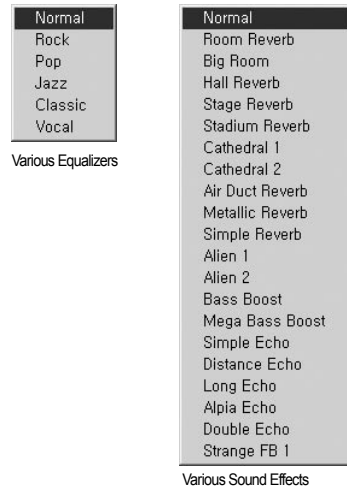 Normal
Rock
Pop
Jazz
Classic
Vocal
Various Equalizers
Normal
Room Reverb
Big Room
Hall Reverb
Stage Reverb
Stadium Reverb
Cathedral 1
Cathedral 2
Air Duct Reverb
Metallic Reverb
Simple Reverb
Alien 1
Alien 2
Bass Boost
Mega Bass Boost
Simple Echo
Distance Echo
Long Echo
Alpia Echo
Double Echo
Strange FB 1
Various Sound Effects